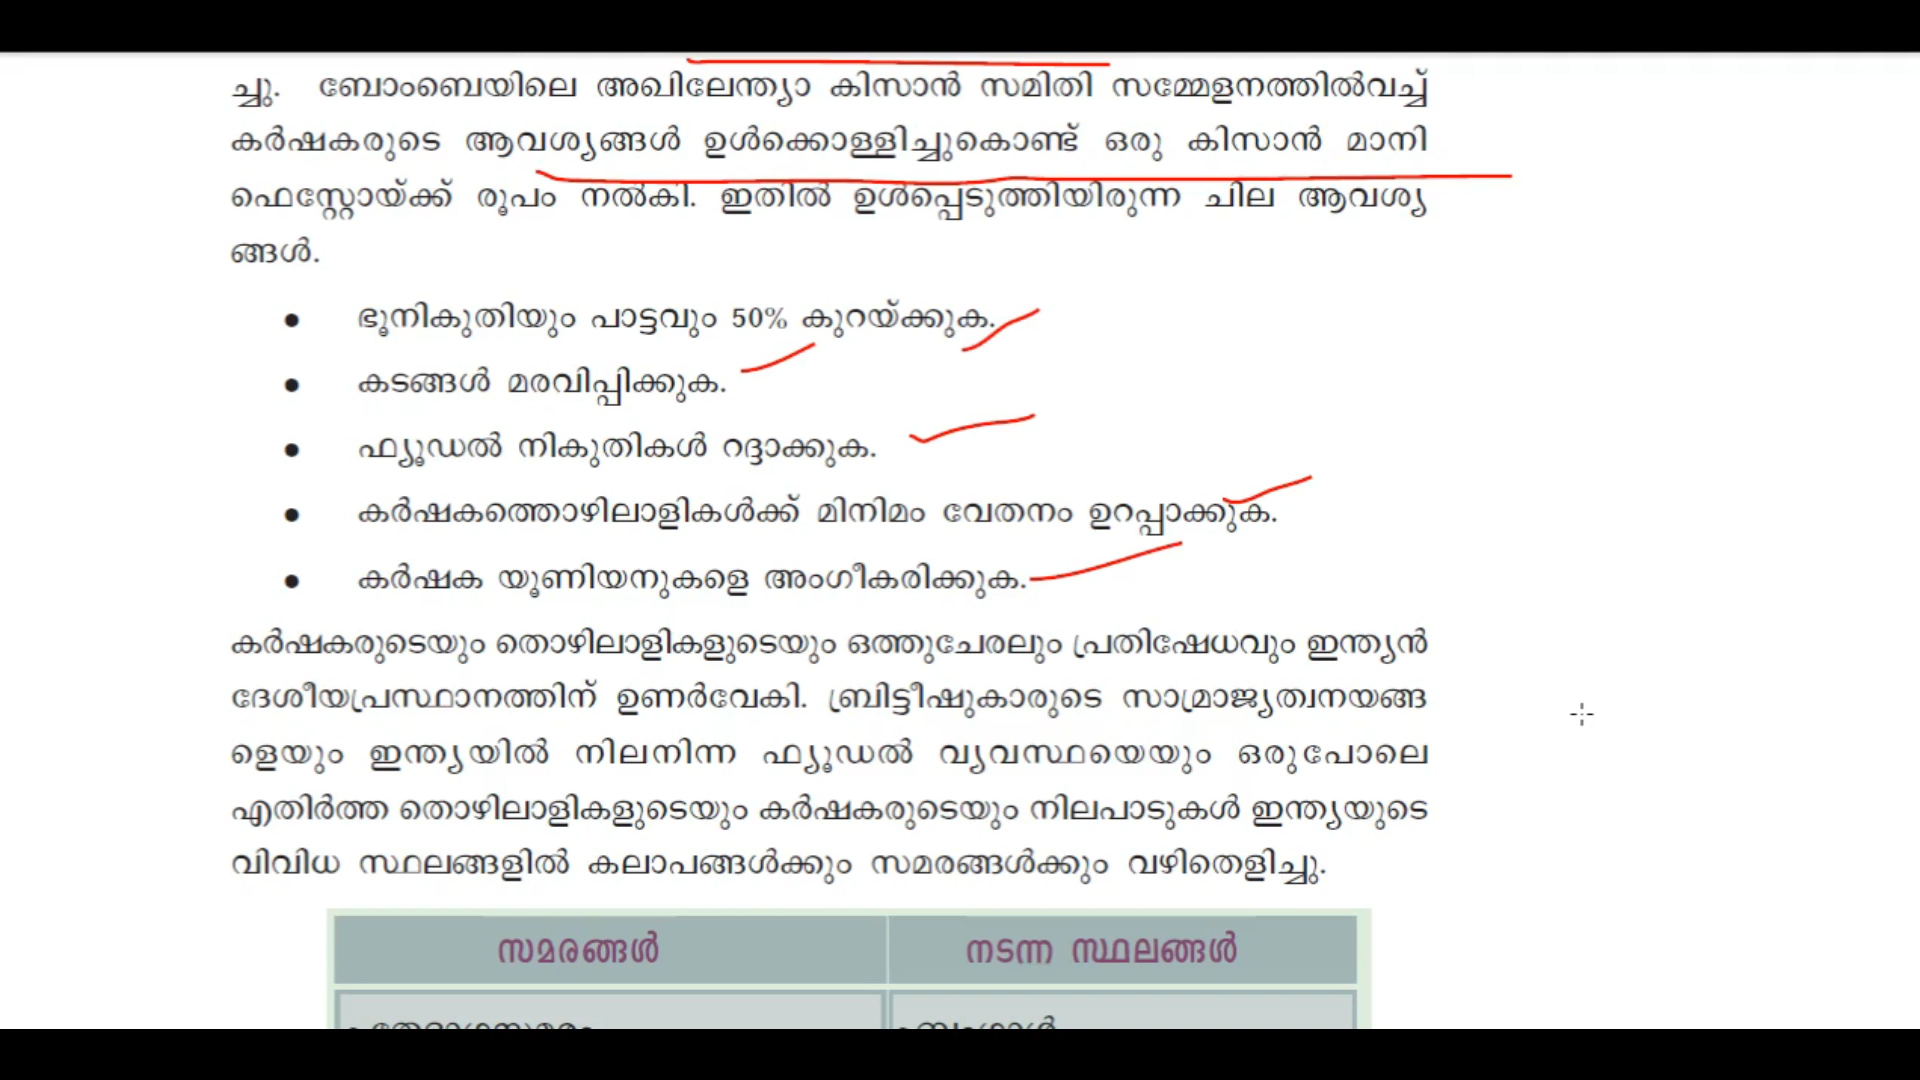 ച്ചു. ബോംബെയിലെ അഖിലേന്ത്യാ കിസാൻ സമിതി സമ്മേളനത്തിൽവച്ച്
കർഷകരുടെ ആവശ്യങ്ങൾ ഉൾക്കൊള്ളിച്ചുകൊണ്ട് ഒരു കിസാൻ മാനി
ഫെസ്റ്റോയ്ക്ക് രൂപം നൽകി. ഇതിൽ ഉൾപ്പെടുത്തിയിരുന്ന ചില ആവശ്യ
ങ്ങൾ.
• ഭൂനികുതിയും പാട്ടവും 50% കുറയ്ക്കുക.
• കടങ്ങൾ മരവിപ്പിക്കുക.
• ഫ്യൂഡൽ നികുതികൾ റദ്ദാക്കുക.
• കർഷകത്തൊഴിലാളികൾക്ക് മിനിമം വേതനം ഉറപ്പാക്കുക.
• കർഷക യൂണിയനുകളെ അംഗീകരിക്കുക.
കർഷകരുടെയും തൊഴിലാളികളുടെയും ഒത്തുചേരലും പ്രതിഷേധവും ഇന്ത്യൻ
ദേശീയപ്രസ്ഥാനത്തിന് ഉണർവേകി. ബ്രിട്ടീഷുകാരുടെ സാമ്രാജ്യത്വനയങ്ങ
ളെയും ഇന്ത്യയിൽ നിലനിന്ന ഫ്യൂഡൽ വ്യവസ്ഥയെയും ഒരുപോലെ
എതിർത്ത തൊഴിലാളികളുടെയും കർഷകരുടെയും നിലപാടുകൾ ഇന്ത്യയുടെ
വിവിധ സ്ഥലങ്ങളിൽ കലാപങ്ങൾക്കും സമരങ്ങൾക്കും വഴിതെളിച്ചു.
സമരങ്ങൾ നടന്ന സ്ഥലങ്ങൾ